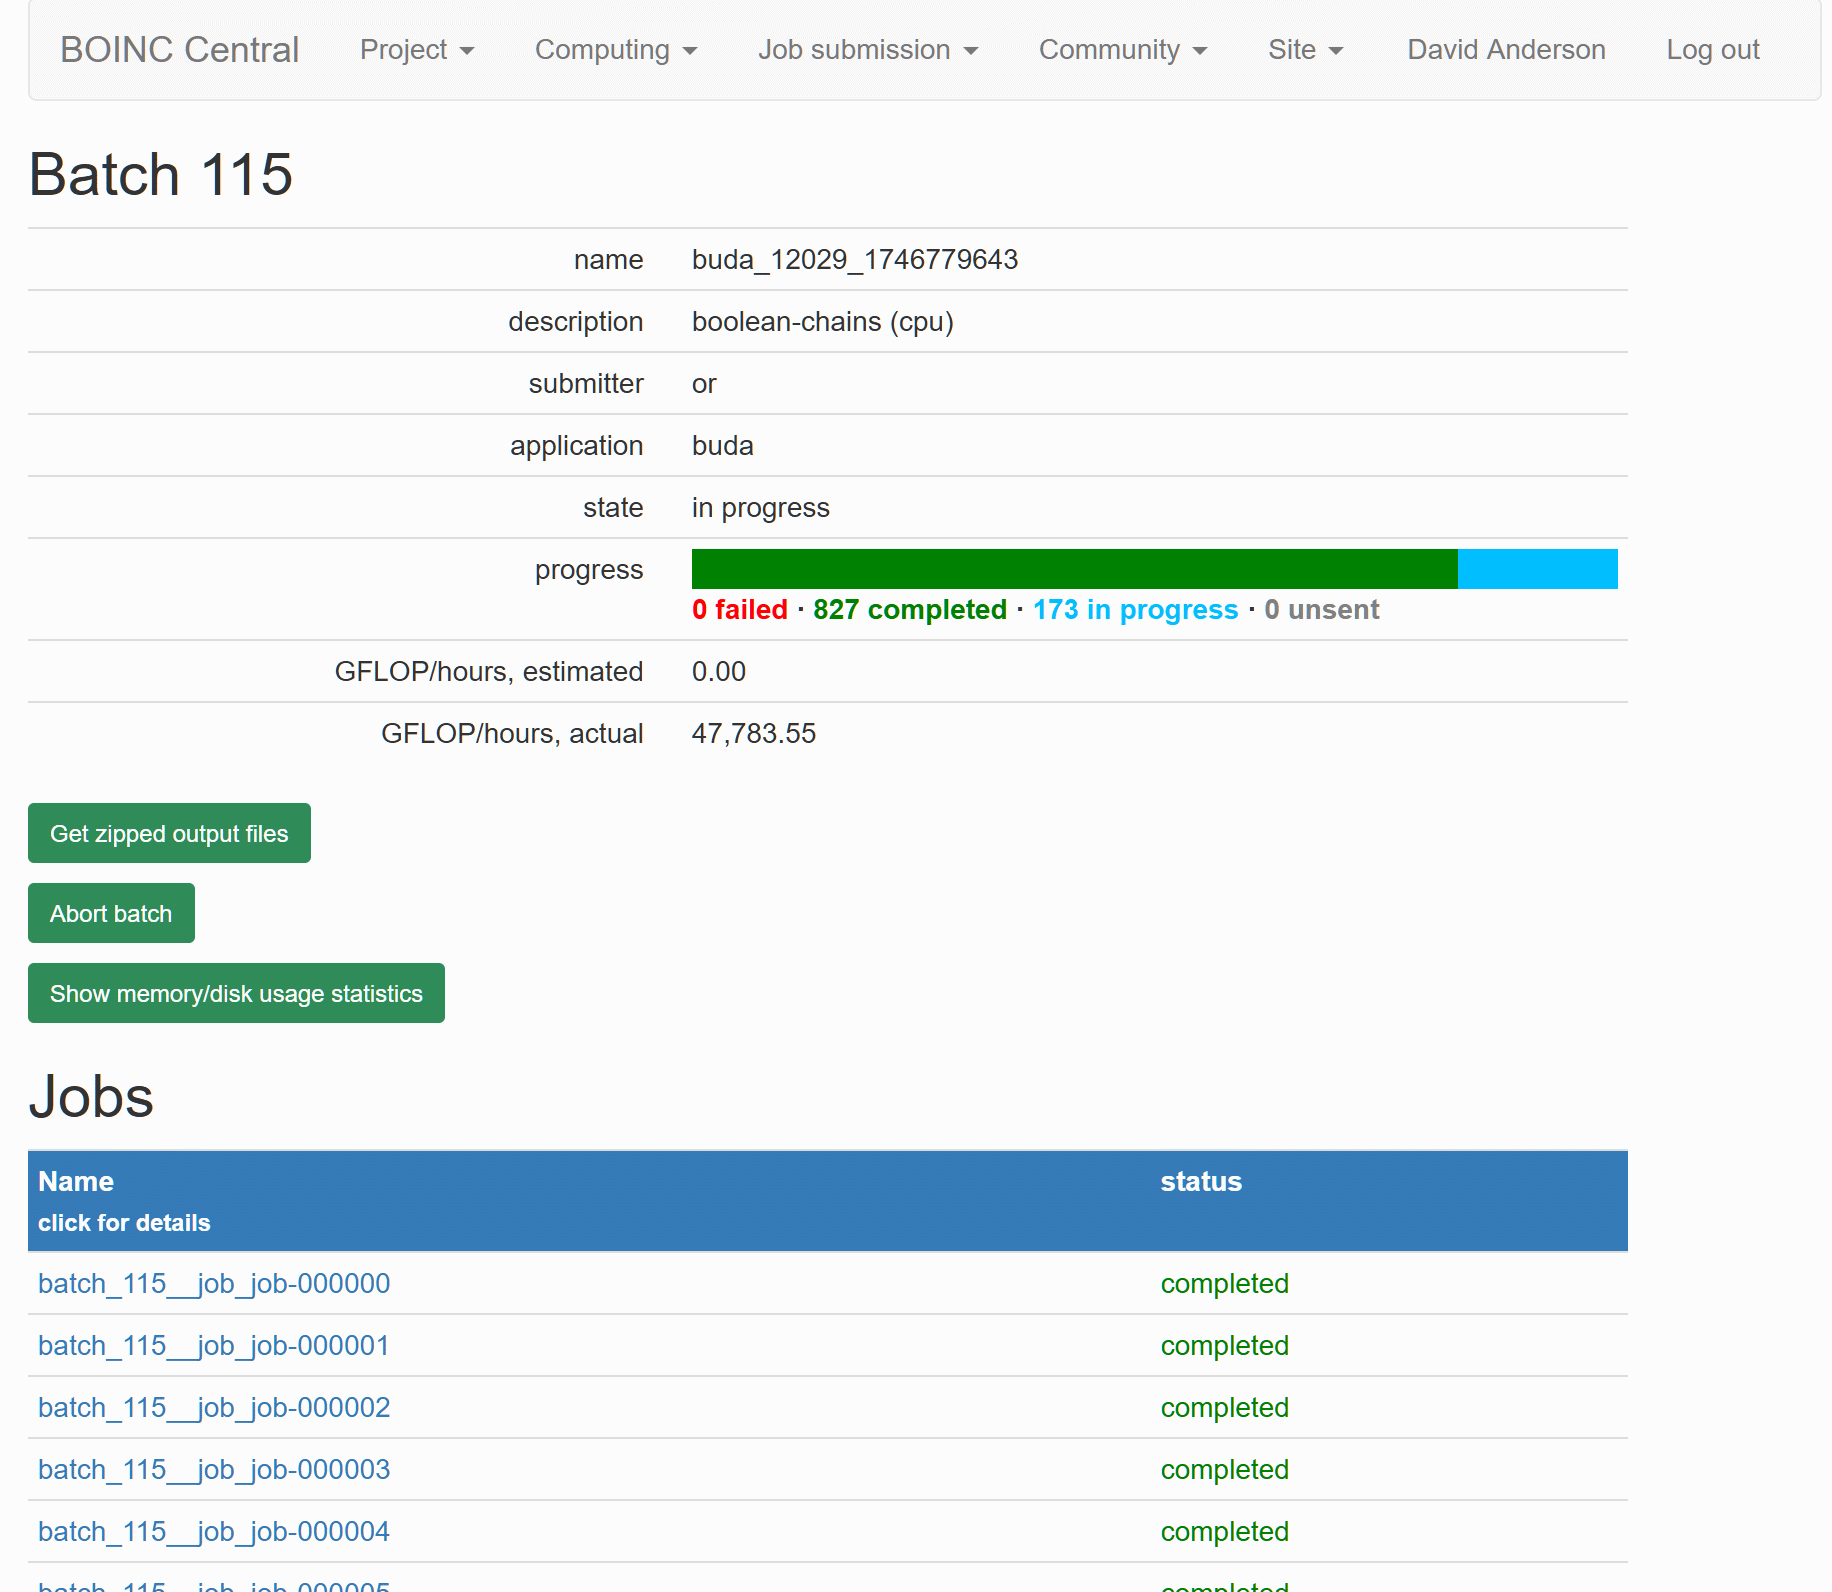 BOINC Central Project Computing Job submission Community Site David Anderson Log out
Batch 115
name buda_12029_1746779643
description boolean-chains (cpu)
submitter or
application buda
state in progress
progress
0 failed · 827 completed · 173 in progress · 0 unsent
GFLOP/hours, estimated 0.00
GFLOP/hours, actual 47,783.55
Get zipped output files
Abort batch
Show memory/disk usage statistics
Jobs
Name status
click for details
batch_115__job_job-000000 completed
batch_115__job_job-000001 completed
batch_115__job_job-000002 completed
batch_115__job_job-000003 completed
batch_115__job_job-000004 completed
batch_115__job_job-000005 completed